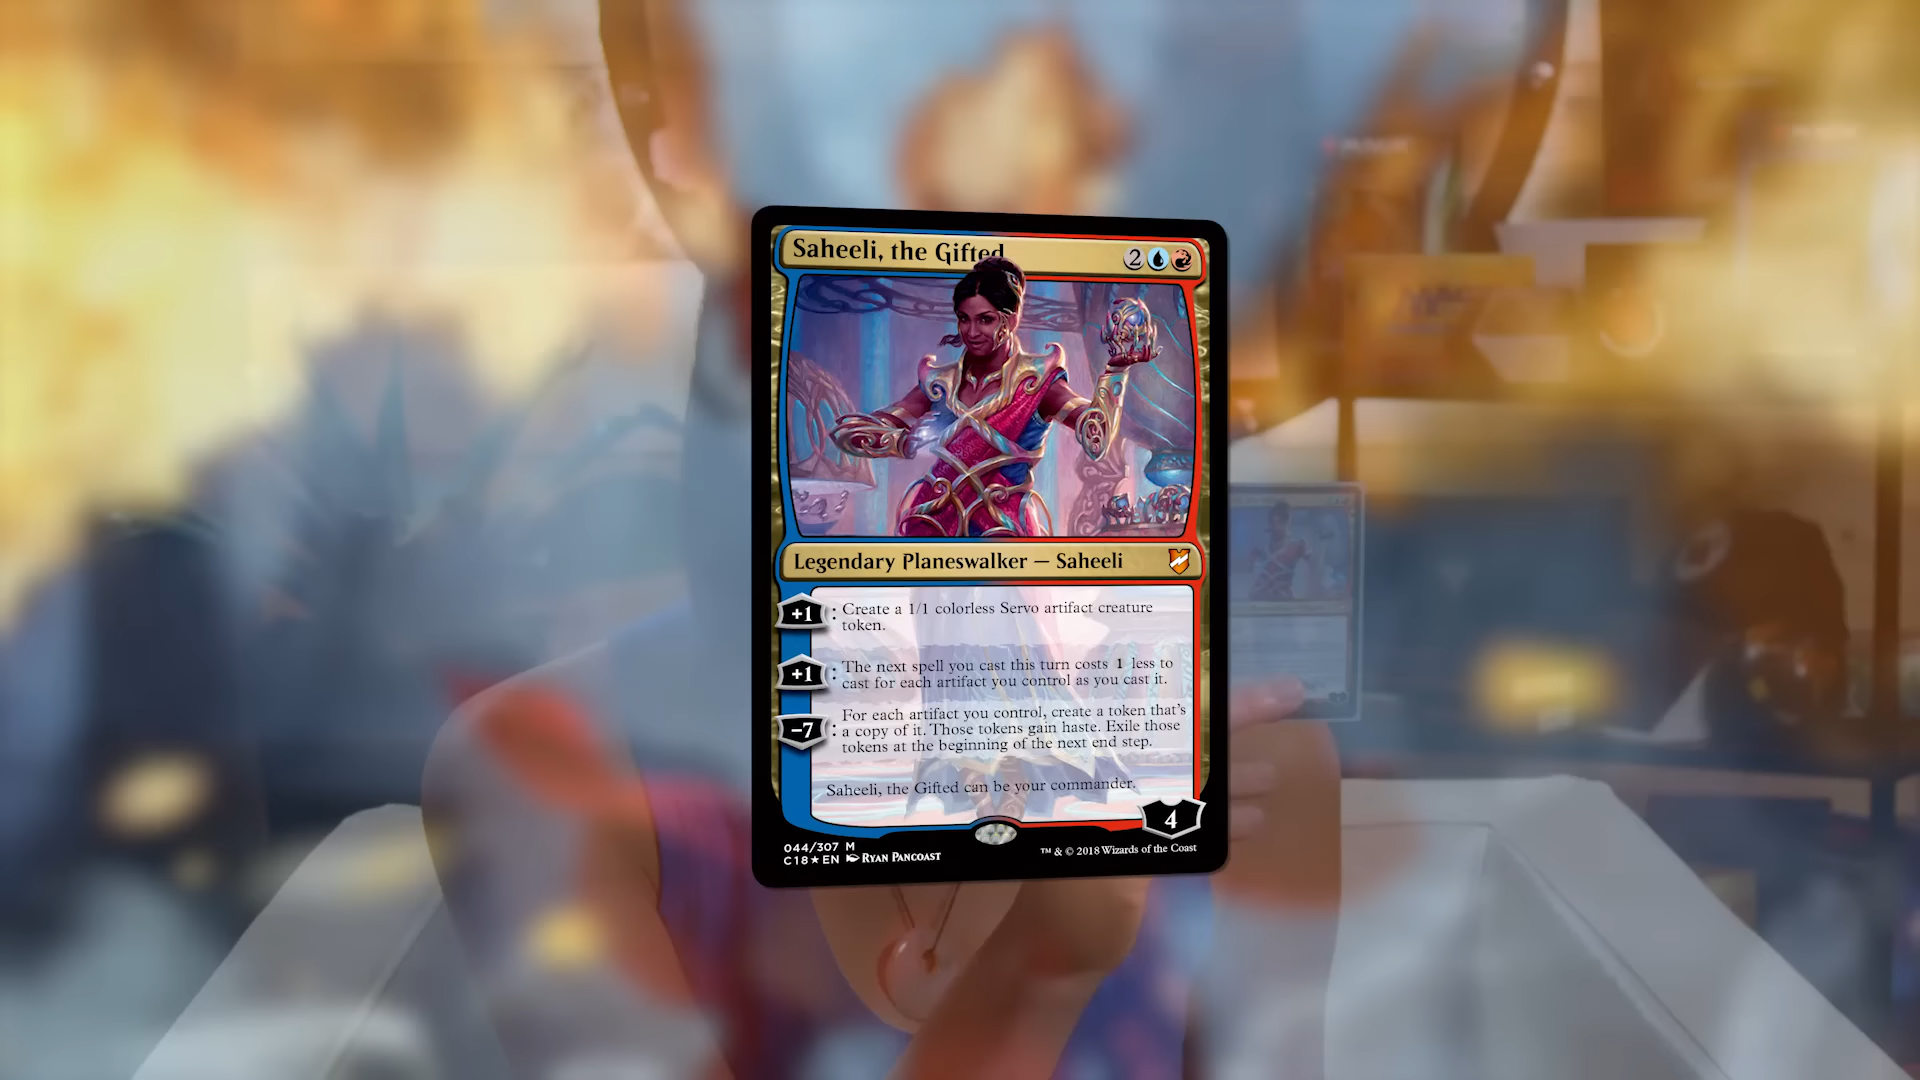 Saheeli, the Gifted 2
Legendary Planeswalker — Saheeli
+1 : Create a 1/1 colorless Servo artifact creature
token.
+1 : The next spell you cast this turn costs 1 less to
cast for each artifact you control as you cast it.
For each artifact you control, create a token that's
−7 : a copy of it. Those tokens gain haste. Exile those
tokens at the beginning of the next end step.
Saheeli, the Gifted can be your commander.
4
044/307 M
C18★EN Ryan Pancoast
™ & © 2018 Wizards of the Coast